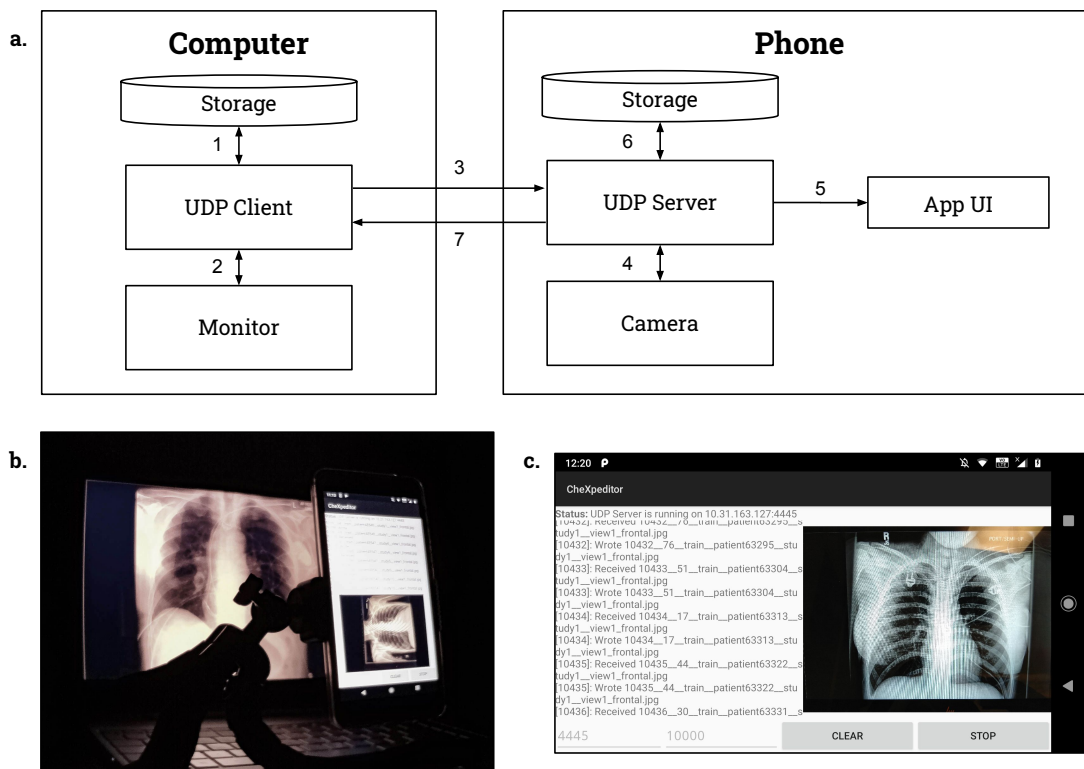 a.
Computer
Phone
Storage
Storage
1
6
UDP Client
3
UDP Server
5
App UI
7
2
4
Monitor
Camera
b.
CheXpeditor
c.
12:20
CheXpeditor
Status: UDP Server is running on 10.31.163.127:4445
[10432]: Received 10432__76__train__patient63295__s
tudy1__view1_frontal.jpg
[10432]: Wrote 10432__76__train__patient63295__stu
dy1__view1_frontal.jpg
[10433]: Received 10433__51__train__patient63304__s
tudy1__view1_frontal.jpg
[10433]: Wrote 10433__51__train__patient63304__stu
dy1__view1_frontal.jpg
[10434]: Received 10434__17__train__patient63313__s
tudy1__view1_frontal.jpg
[10434]: Wrote 10434__17__train__patient63313__stu
dy1__view1_frontal.jpg
[10435]: Received 10435__44__train__patient63322__s
tudy1__view1_frontal.jpg
[10435]: Wrote 10435__44__train__patient63322__stu
dy1__view1_frontal.jpg
[10436]: Received 10436__30__train__patient63331__s
4445
10000
CLEAR
STOP